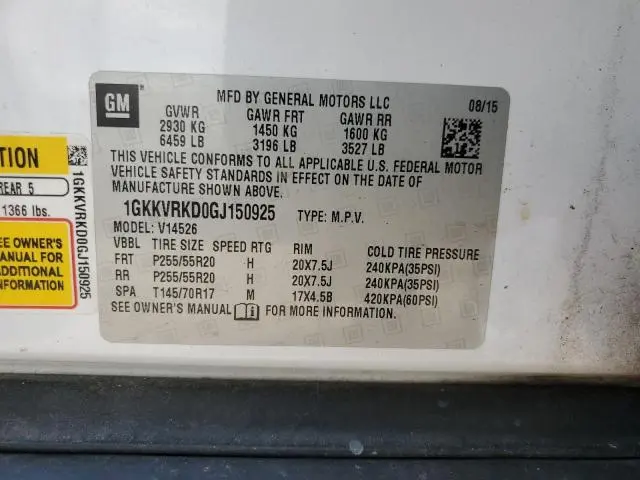 GM
MFD BY GENERAL MOTORS LLC 08/15
GVWR GAWR FRT GAWR RR
2930 KG 1450 KG 1600 KG
6459 LB 3196 LB 3527 LB
THIS VEHICLE CONFORMS TO ALL APPLICABLE U.S. FEDERAL MOTOR
VEHICLE SAFETY STANDARDS IN EFFECT ON THE DATE OF
MANUFACTURE SHOWN ABOVE.
1GKKVRKD0GJ150925 TYPE: M.P.V.
MODEL: V14526
VBBL TIRE SIZE SPEED RTG RIM COLD TIRE PRESSURE
FRT P255/55R20 H 20X7.5J 240KPA(35PSI)
RR P255/55R20 H 20X7.5J 240KPA(35PSI)
SPA T145/70R17 M 17X4.5B 420KPA(60PSI)
SEE OWNER'S MANUAL FOR MORE INFORMATION.
TION
REAR 5
1366 lbs.
EE OWNER'S
MANUAL FOR
ADDITIONAL
NFORMATION
1GKKVRKD0GJ150925